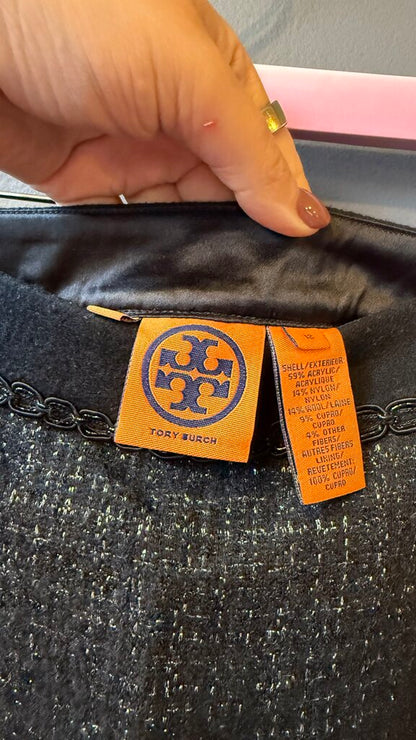 TORY BURCH
12
SHELL/EXTERIEUR
59% ACRYLIC/
ACRYLIQUE
14% NYLON/
NYLON
14% WOOL/LAINE
9% CUPRO/
CUPRO
4% OTHER
FIBERS/
AUTRES FIBRES
LINING/
REVETEMENT:
100% CUPRO/
CUPRO